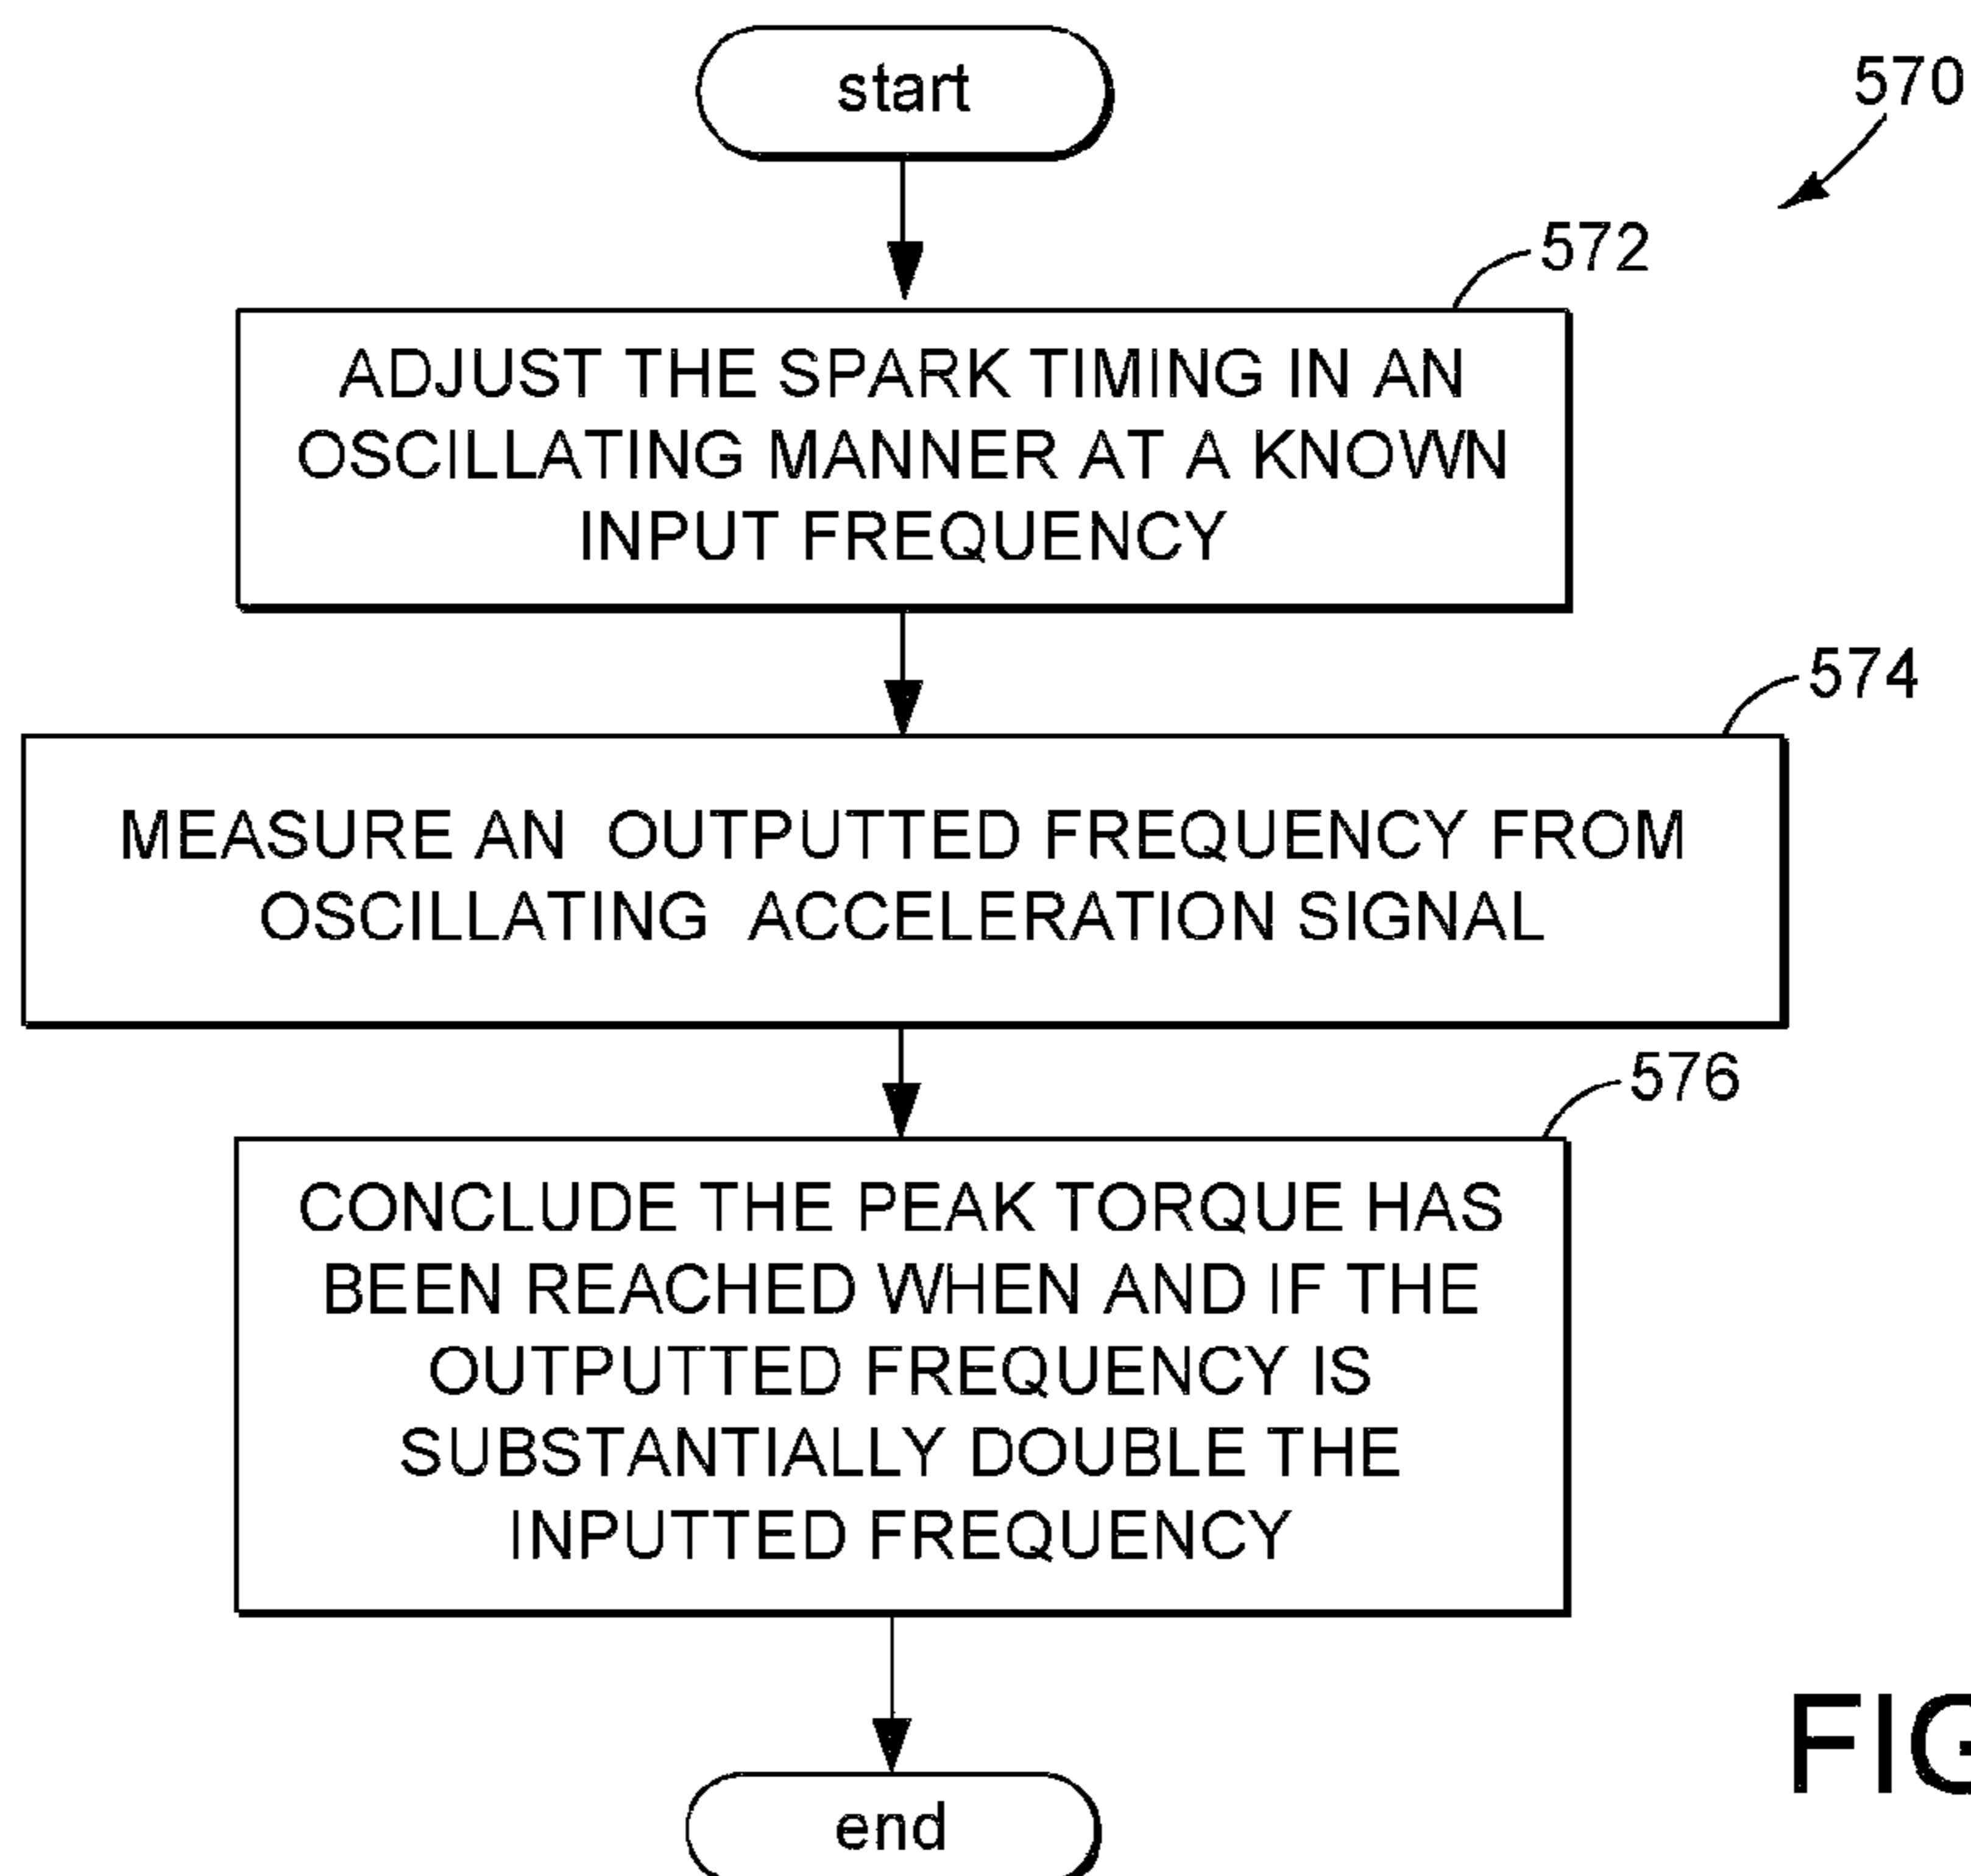 start
570
572
ADJUST THE SPARK TIMING IN AN
OSCILLATING MANNER AT A KNOWN
INPUT FREQUENCY
574
MEASURE AN OUTPUTTED FREQUENCY FROM
OSCILLATING ACCELERATION SIGNAL
576
CONCLUDE THE PEAK TORQUE HAS
BEEN REACHED WHEN AND IF THE
OUTPUTTED FREQUENCY IS
SUBSTANTIALLY DOUBLE THE
INPUTTED FREQUENCY
FIG
end